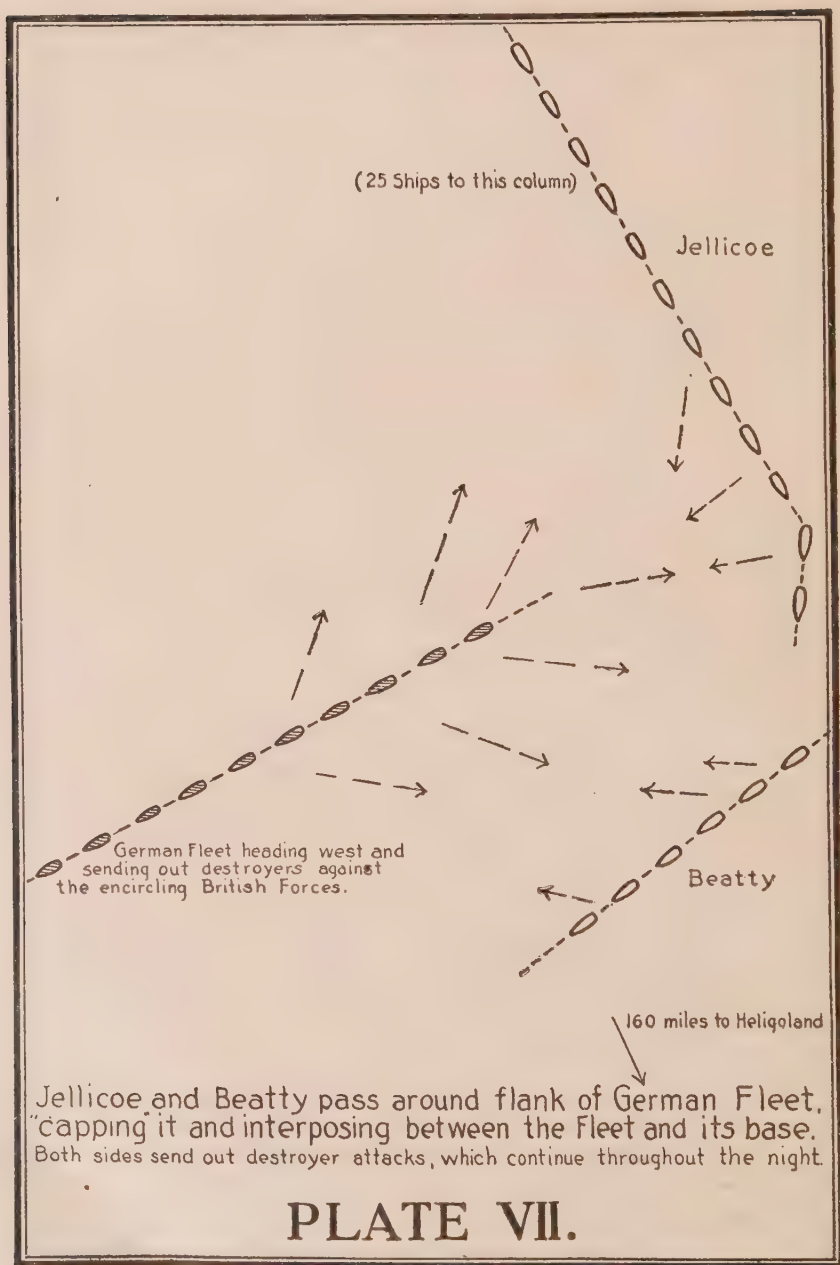 (25 Ships to this column)
Jellicoe
German Fleet heading west and
sending out destroyers against
the encircling British Forces.
Beatty
160 miles to Heligoland
Jellicoe and Beatty pass around flank of German Fleet,
"capping" it and interposing between the Fleet and its base.
Both sides send out destroyer attacks, which continue throughout the night.
PLATE VII.